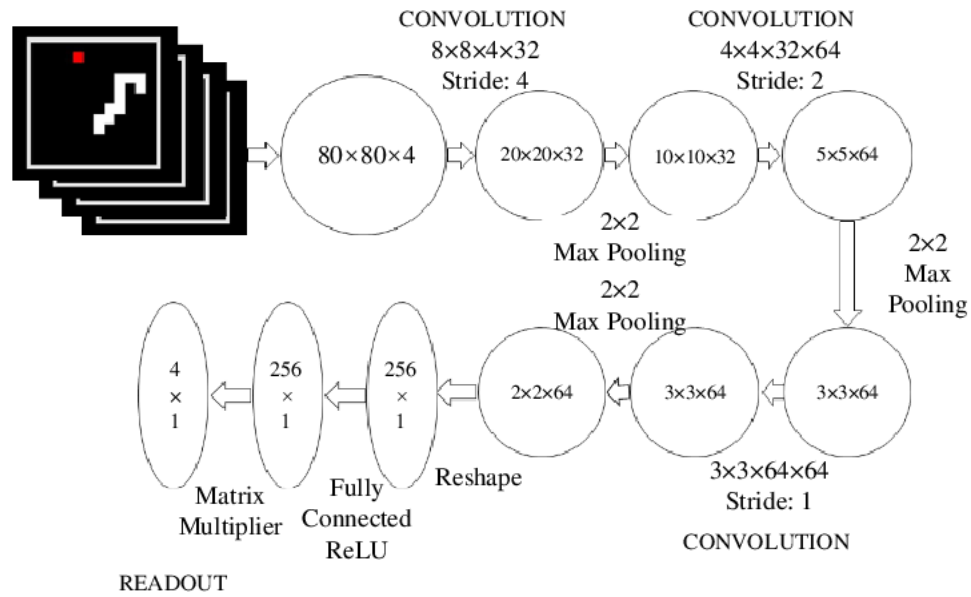 CONVOLUTION
8×8×4×32
Stride: 4
CONVOLUTION
4×4×32×64
Stride: 2
80×80×4
20×20×32
10×10×32
5×5×64
2×2
Max Pooling
2×2
Max
Pooling
2×2
Max Pooling
3×3×64
3×3×64
2×2×64
256
×
1
256
×
1
4
×
1
3×3×64×64
Stride: 1
CONVOLUTION
Reshape
Fully
Connected
ReLU
Matrix
Multiplier
READOUT